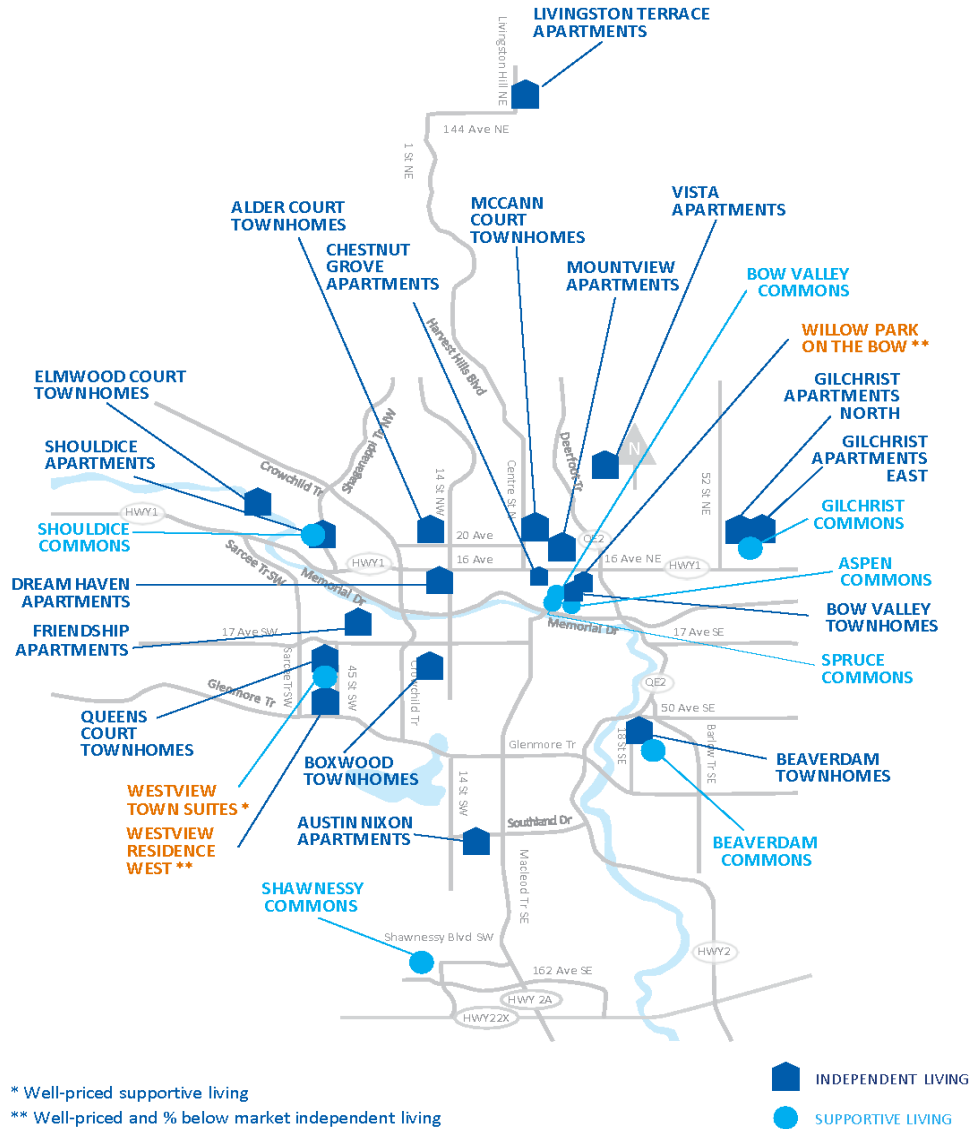 LIVINGSTON TERRACE
APARTMENTS
Livingston Hill NE
144 Ave NE
1 St NE
VISTA
APARTMENTS
MCCANN
COURT
TOWNHOMES
ALDER COURT
TOWNHOMES
CHESTNUT
GROVE
APARTMENTS
MOUNTVIEW
APARTMENTS
BOW VALLEY
COMMONS
WILLOW PARK
ON THE BOW **
Harvest Hills Blvd
ELMWOOD COURT
TOWNHOMES
GILCHRIST
APARTMENTS
NORTH
SHOULDICE
APARTMENTS
GILCHRIST
APARTMENTS
EAST
Crowchild Tr
Shaganappi Tr NW
14 St NW
Centre St N
Deerfoot Tr
N
52 St NE
HWY1
SHOULDICE
COMMONS
GILCHRIST
COMMONS
20 Ave
QE2
16 Ave
16 Ave NE
HWY1
HWY1
Sarcee Tr SW
Memorial Dr
DREAM HAVEN
APARTMENTS
ASPEN
COMMONS
BOW VALLEY
TOWNHOMES
FRIENDSHIP
APARTMENTS
17 Ave SW
Memorial Dr
17 Ave SE
SPRUCE
COMMONS
Sarcee Tr SW
45 St SW
Crowchild Tr
QE2
Glenmore Tr
50 Ave SE
QUEENS
COURT
TOWNHOMES
BOXWOOD
TOWNHOMES
Glenmore Tr
18 St SE
Barlow Tr SE
BEAVERDAM
TOWNHOMES
WESTVIEW
TOWN SUITES *
14 St SW
WESTVIEW
RESIDENCE
WEST **
AUSTIN NIXON
APARTMENTS
Southland Dr
BEAVERDAM
COMMONS
Macleod Tr SE
SHAWNESSY
COMMONS
Shawnessy Blvd SW
HWY2
162 Ave SE
HWY 2A
HWY22X
* Well-priced supportive living
** Well-priced and % below market independent living
INDEPENDENT LIVING
SUPPORTIVE LIVING